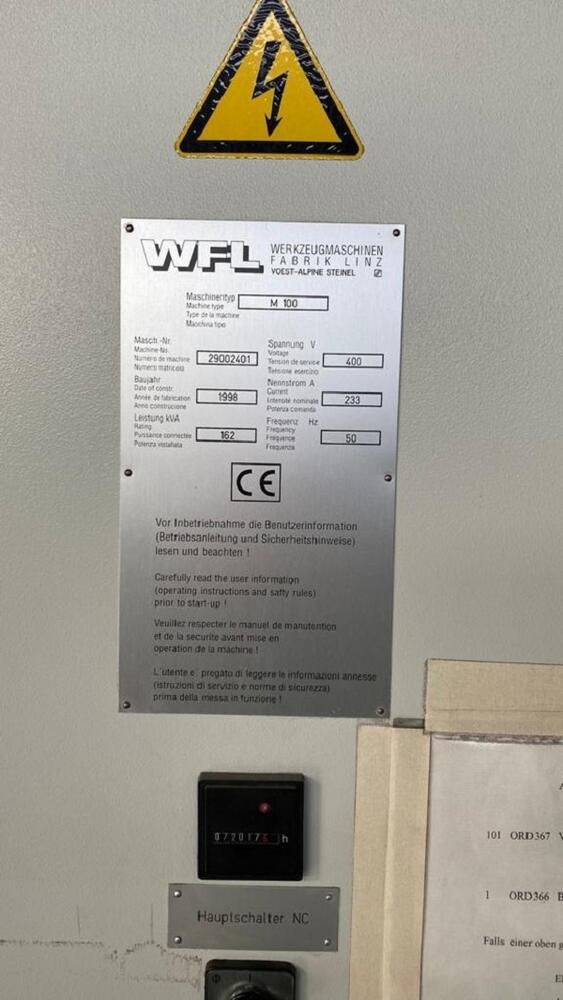 WFL
WERKZEUGMASCHINEN
FABRIK LINZ
VOEST-ALPINE STEINEL
Maschinentyp
Machine type
Type de la machine
Macchina tipo
M 100
Masch.-Nr.
Machine-No.
Numero de machine
Numero matricola
29002401
Spannung V
Voltage
Tension de service
Tensione esercizio
400
Baujahr
Date of constr.
Année de fabrication
Anno costruzione
1998
Nennstrom A
Current
Intensité nominale
Potenza comanda
233
Leistung kVA
Rating
Puissance connectée
Potenza installata
162
Frequenz Hz
Frequency
Fréquence
Frequenza
50
CE
Vor Inbetriebnahme die Benutzerinformation
(Betriebsanleitung und Sicherheitshinweise)
lesen und beachten !
Carefully read the user information
(operating instructions and safty rules)
prior to start-up !
Veuillez respecter le manuel de manutention
et de la securite avant mise en
operation de la machine !
L'utente e' pregato di leggere le informazioni annesse
(istruzioni di servizio e norme di sicurezza)
prima della messa in funzione !
072017 h
Hauptschalter NC
101 ORD367
1 ORD366
Falls einer oben